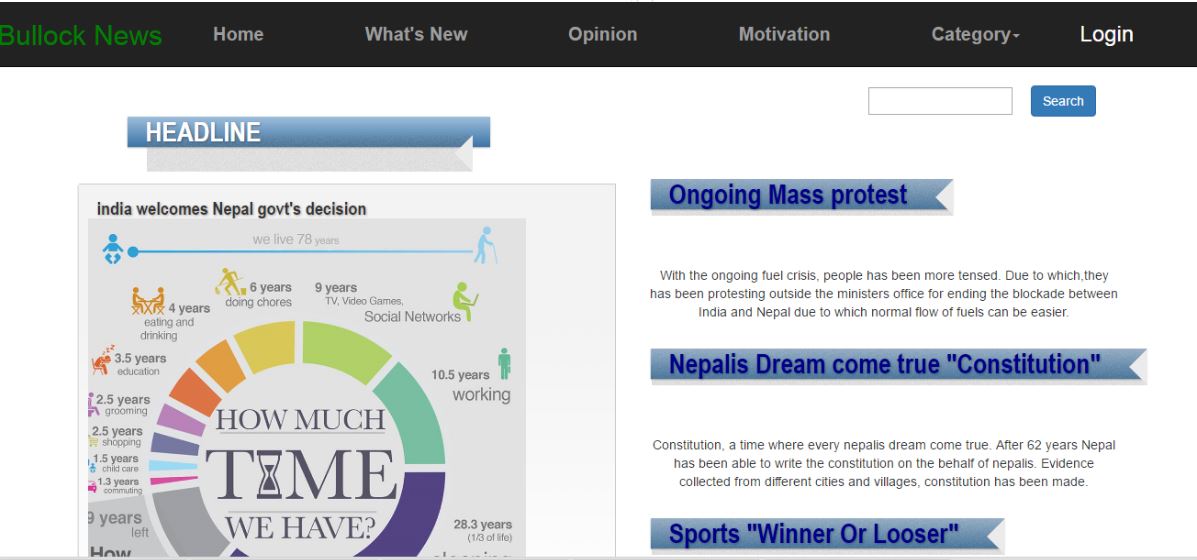 Bullock News Home What's New Opinion Motivation Category Login
Search
HEADLINE
india welcomes Nepal govt's decision
we live 78 years
6 years
doing chores
9 years
TV, Video Games,
Social Networks
4 years
eating and
drinking
3.5 years
education
10.5 years
working
2.5 years
grooming
2.5 years
shopping
1.5 years
child care
1.3 years
commuting
HOW MUCH
TIME
WE HAVE?
9 years
left
How
28.3 years
(1/3 of life)
sleeping
Ongoing Mass protest
With the ongoing fuel crisis, people has been more tensed. Due to which,they
has been protesting outside the ministers office for ending the blockade between
India and Nepal due to which normal flow of fuels can be easier.
Nepalis Dream come true "Constitution"
Constitution, a time where every nepalis dream come true. After 62 years Nepal
has been able to write the constitution on the behalf of nepalis. Evidence
collected from different cities and villages, constitution has been made.
Sports "Winner Or Looser"